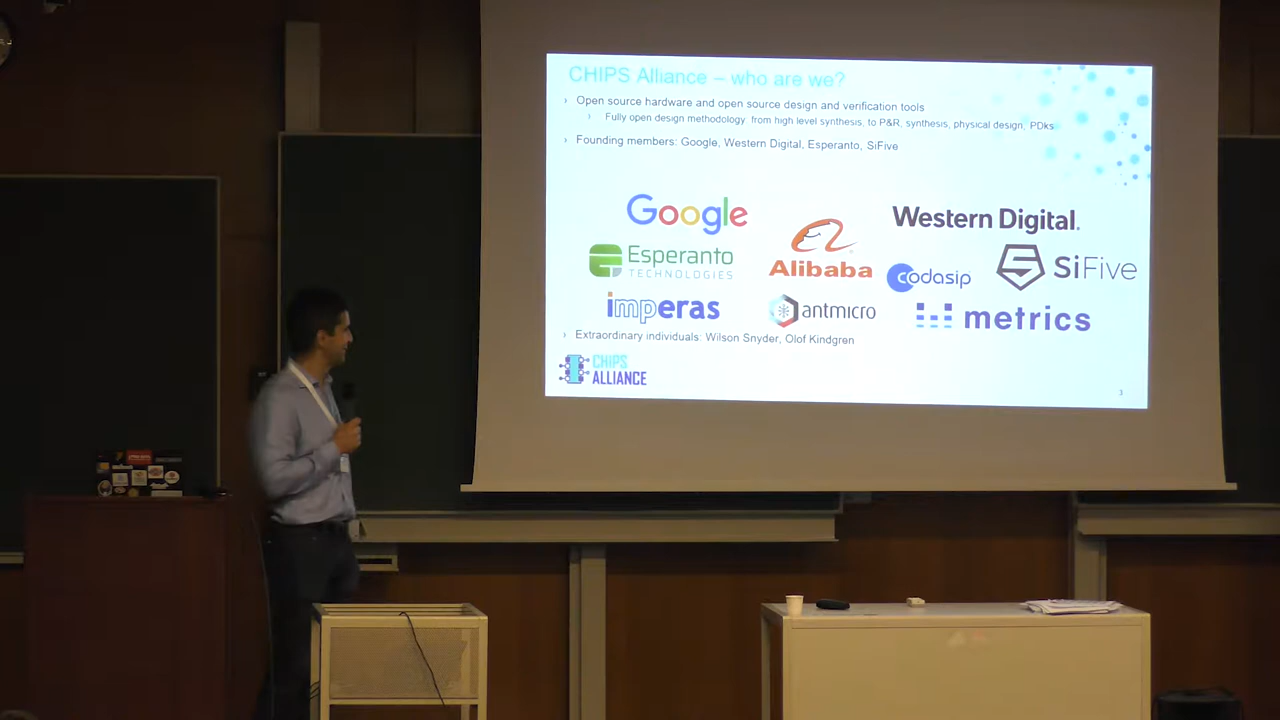 CHIPS Alliance – who are we?
› Open source hardware and open source design and verification tools
› Fully open design methodology: from high level synthesis, to P&R, synthesis, physical design, PDKs
› Founding members: Google, Western Digital, Esperanto, SiFive
Google
Western Digital.
Esperanto
TECHNOLOGIES
Alibaba
codasip
SiFive
imperas
antmicro
metrics
› Extraordinary individuals: Wilson Snyder, Olof Kindgren
CHIPS
ALLIANCE
3